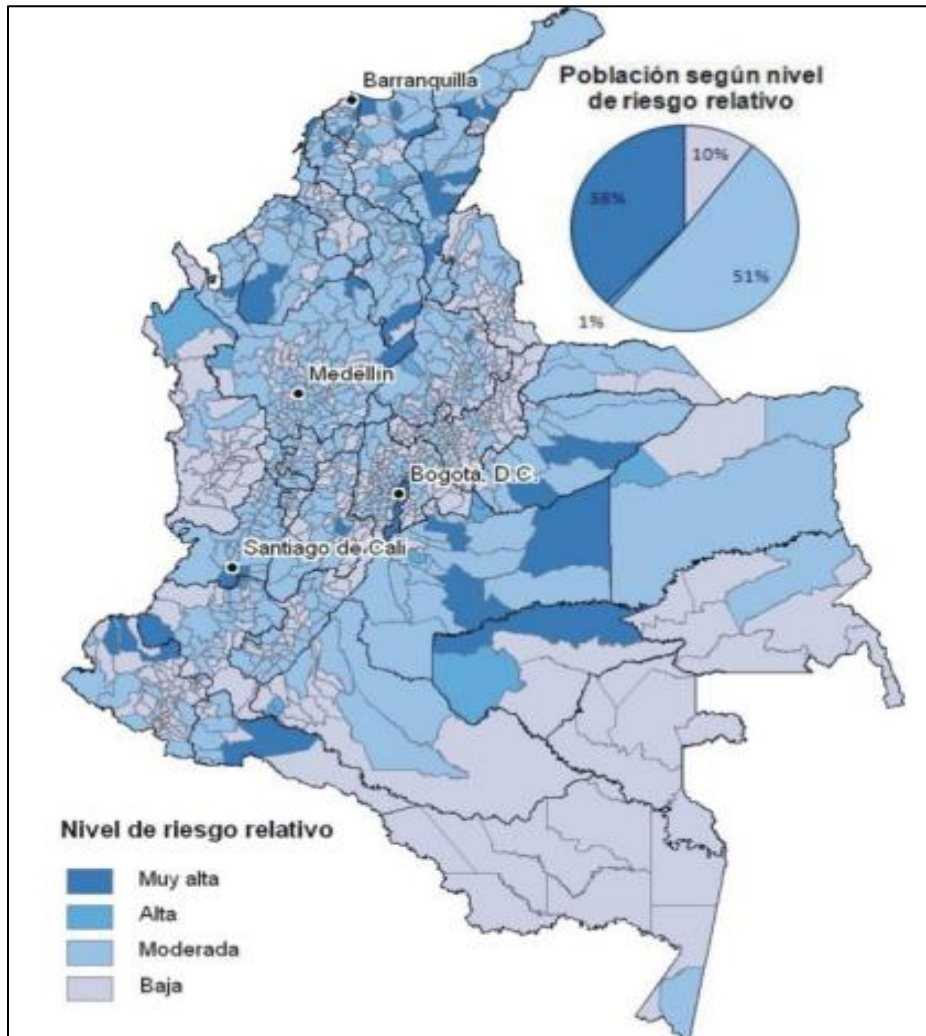 Barranquilla
Población según nivel
de riesgo relativo
10%
38%
51%
1%
Medellín
Bogotá, D.C.
Santiago de Cali
Nivel de riesgo relativo
Muy alta
Alta
Moderada
Baja